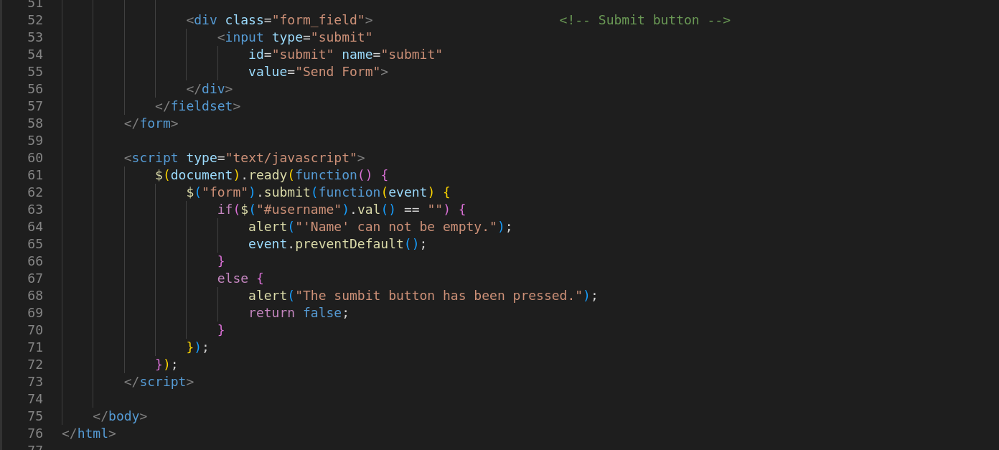 51
52 <div class="form_field"> <!-- Submit button -->
53 <input type="submit"
54 id="submit" name="submit"
55 value="Send Form">
56 </div>
57 </fieldset>
58 </form>
59
60 <script type="text/javascript">
61 $(document).ready(function() {
62 $("form").submit(function(event) {
63 if($("#username").val() == "") {
64 alert("'Name' can not be empty.");
65 event.preventDefault();
66 }
67 else {
68 alert("The sumbit button has been pressed.");
69 return false;
70 }
71 });
72 });
73 </script>
74
75 </body>
76 </html>
77